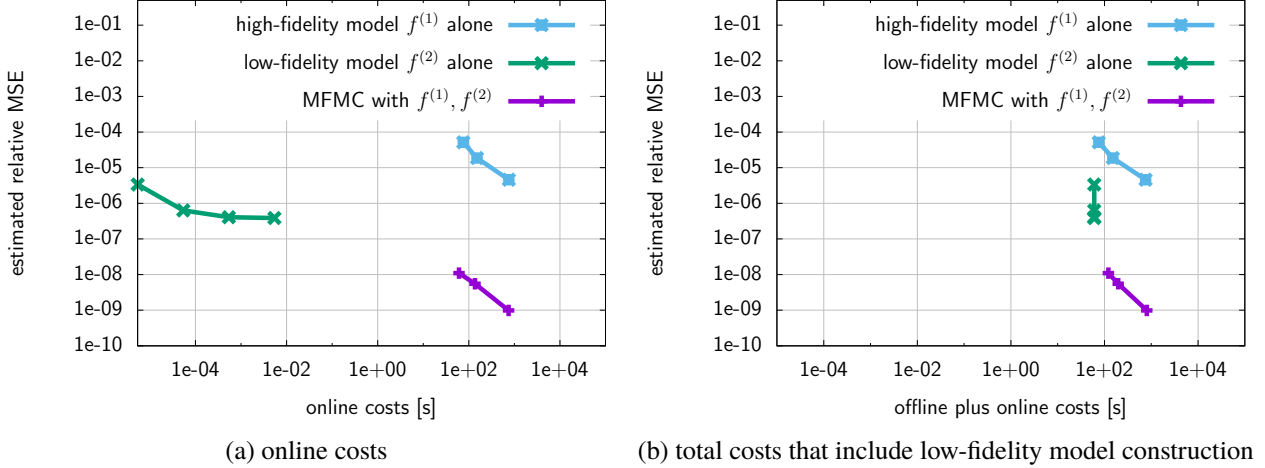 1e-01
1e-02
1e-03
1e-04
1e-05
1e-06
1e-07
1e-08
1e-09
1e-10
estimated relative MSE
high-fidelity model f^(1) alone
low-fidelity model f^(2) alone
MFMC with f^(1), f^(2)
1e-04 1e-02 1e+00 1e+02 1e+04
online costs [s]
(a) online costs
1e-01
1e-02
1e-03
1e-04
1e-05
1e-06
1e-07
1e-08
1e-09
1e-10
estimated relative MSE
high-fidelity model f^(1) alone
low-fidelity model f^(2) alone
MFMC with f^(1), f^(2)
1e-04 1e-02 1e+00 1e+02 1e+04
offline plus online costs [s]
(b) total costs that include low-fidelity model construction